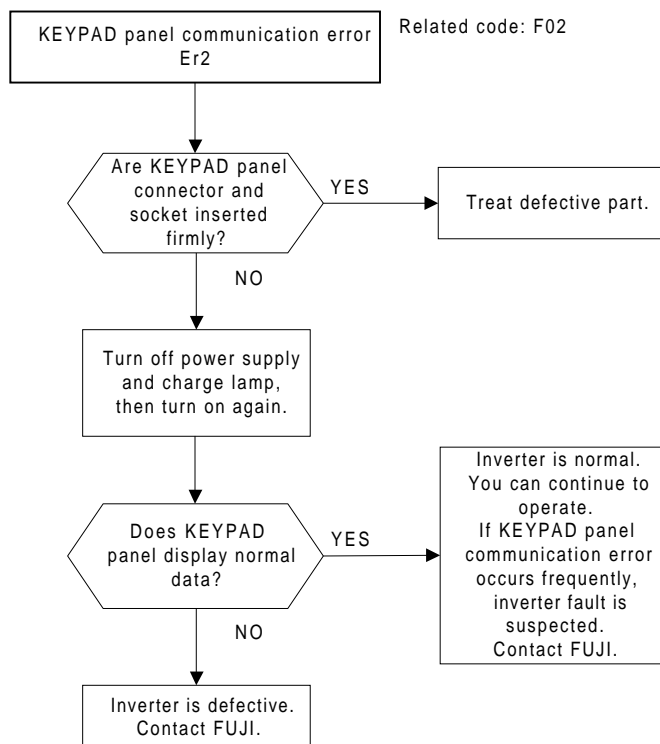 KEYPAD panel communication error
Er2
Related code: F02
Are KEYPAD panel
connector and
socket inserted
firmly?
YES
Treat defective part.
NO
Turn off power supply
and charge lamp,
then turn on again.
Does KEYPAD
panel display normal
data?
YES
Inverter is normal.
You can continue to
operate.
If KEYPAD panel
communication error
occurs frequently,
inverter fault is
suspected.
Contact FUJI.
NO
Inverter is defective.
Contact FUJI.